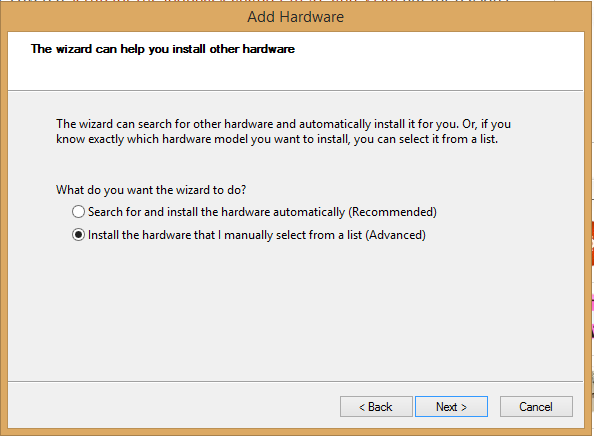 Add Hardware
The wizard can help you install other hardware
The wizard can search for other hardware and automatically install it for you. Or, if you
know exactly which hardware model you want to install, you can select it from a list.
What do you want the wizard to do?
Search for and install the hardware automatically (Recommended)
Install the hardware that I manually select from a list (Advanced)
< Back
Next >
Cancel